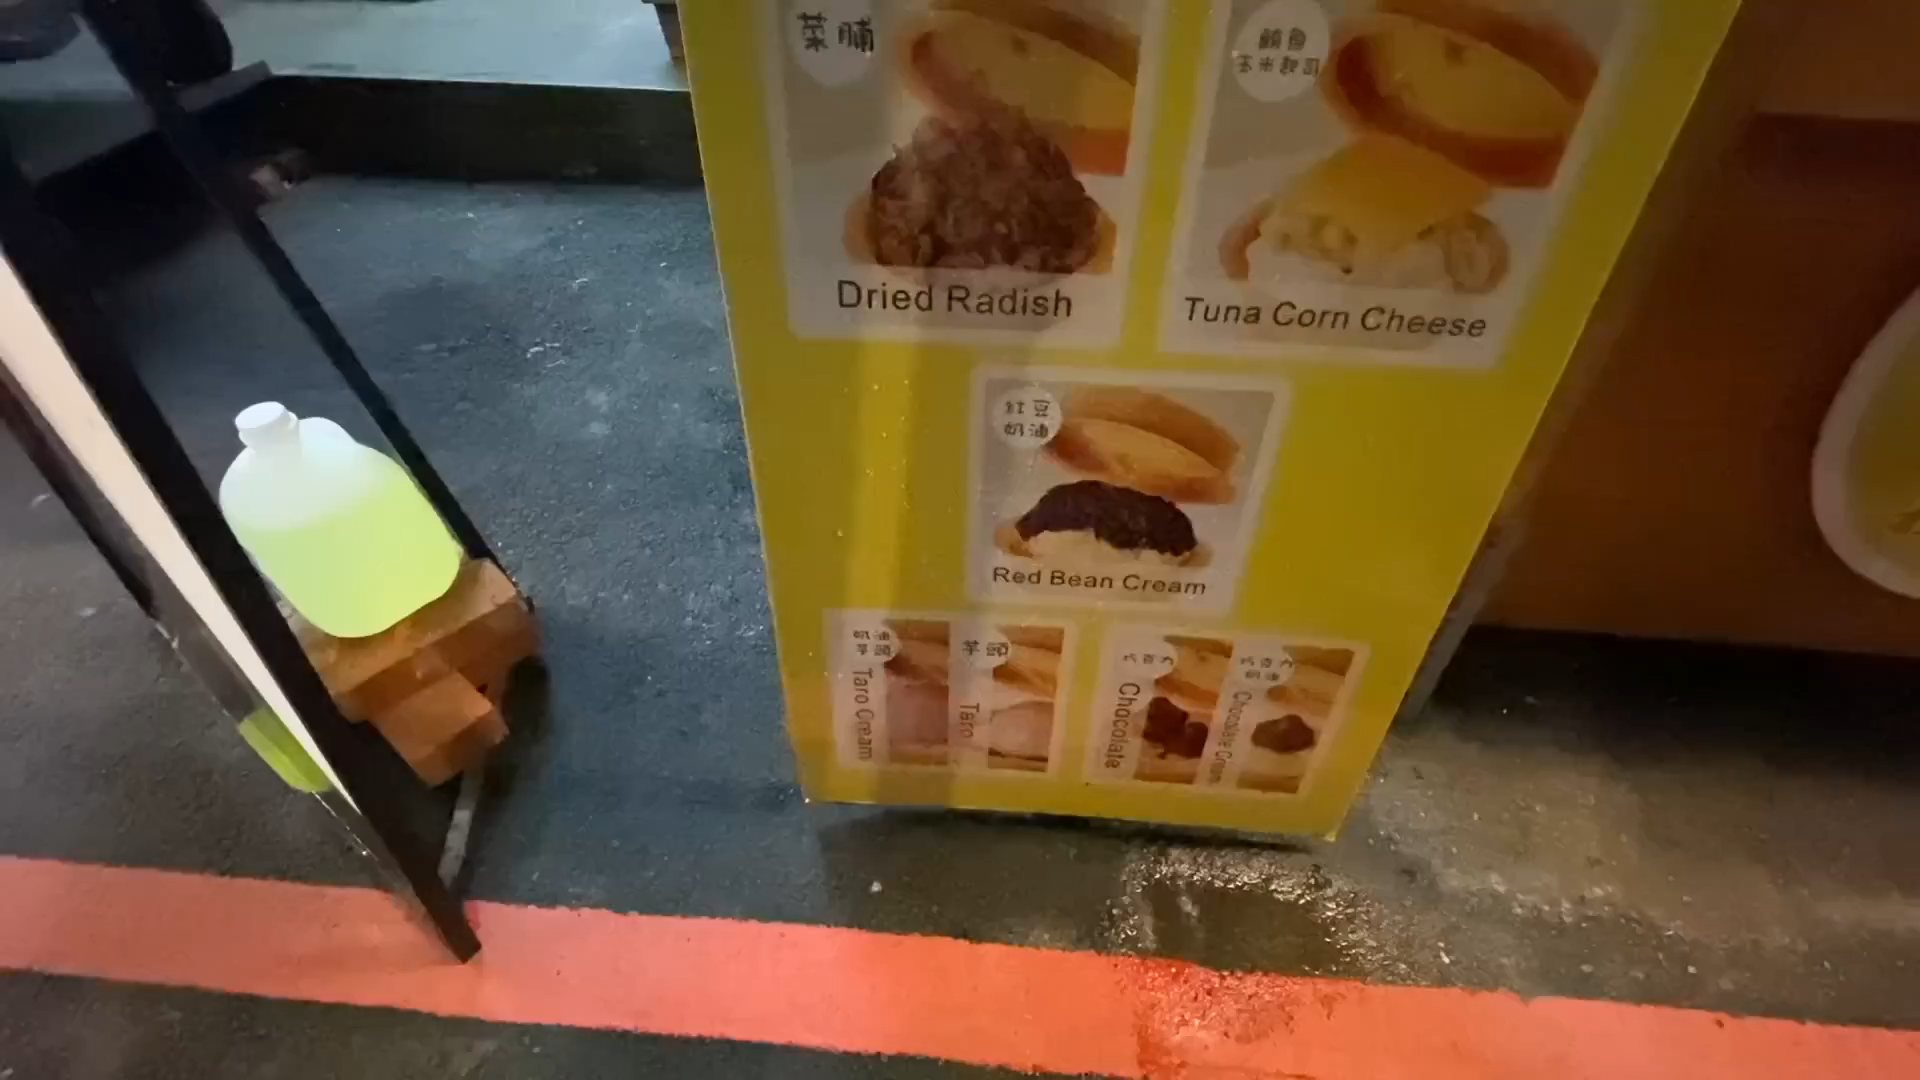 菜脯
Dried Radish
鮪魚
玉米起司
Tuna Corn Cheese
紅豆
奶油
Red Bean Cream
奶油
芋頭
Taro Cream
芋頭
Taro
巧克力
Chocolate
巧克力
奶油
Chocolate Cream